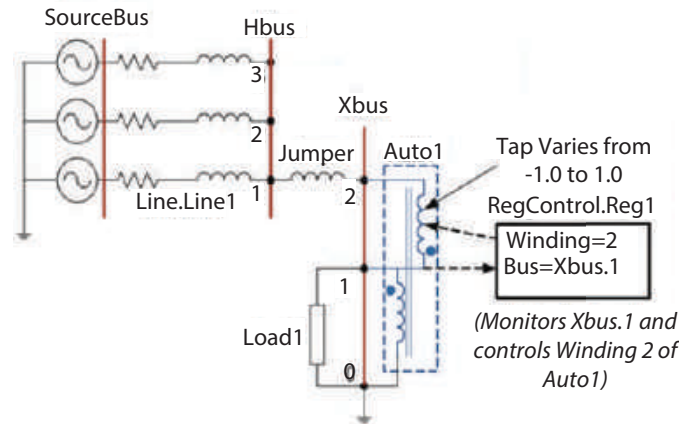 SourceBus
Hbus
3
Xbus
2
Jumper
Auto1
Tap Varies from
-1.0 to 1.0
1
2
Line.Line1
RegControl.Reg1
Winding=2
Bus=Xbus.1
1
Load1
(Monitors Xbus.1 and
controls Winding 2 of
Auto1)
0